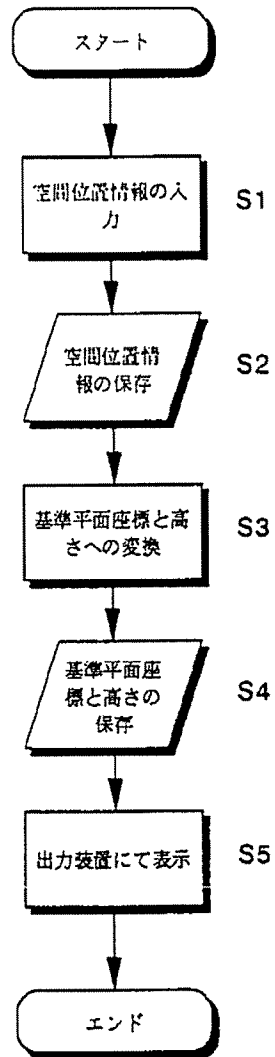 スタート
空間位置情報の入
力
S1
空間位置情
報の保存
S2
基準平面座標と高
さへの変換
S3
基準平面座
標と高さの
保存
S4
出力装置にて表示
S5
エンド